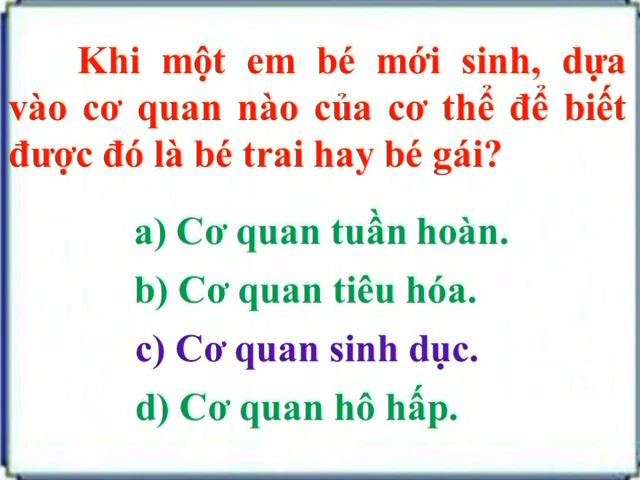 Khi một em bé mới sinh, dựa
vào cơ quan nào của cơ thể để biết
được đó là bé trai hay bé gái?
a) Cơ quan tuần hoàn.
b) Cơ quan tiêu hóa.
c) Cơ quan sinh dục.
d) Cơ quan hô hấp.